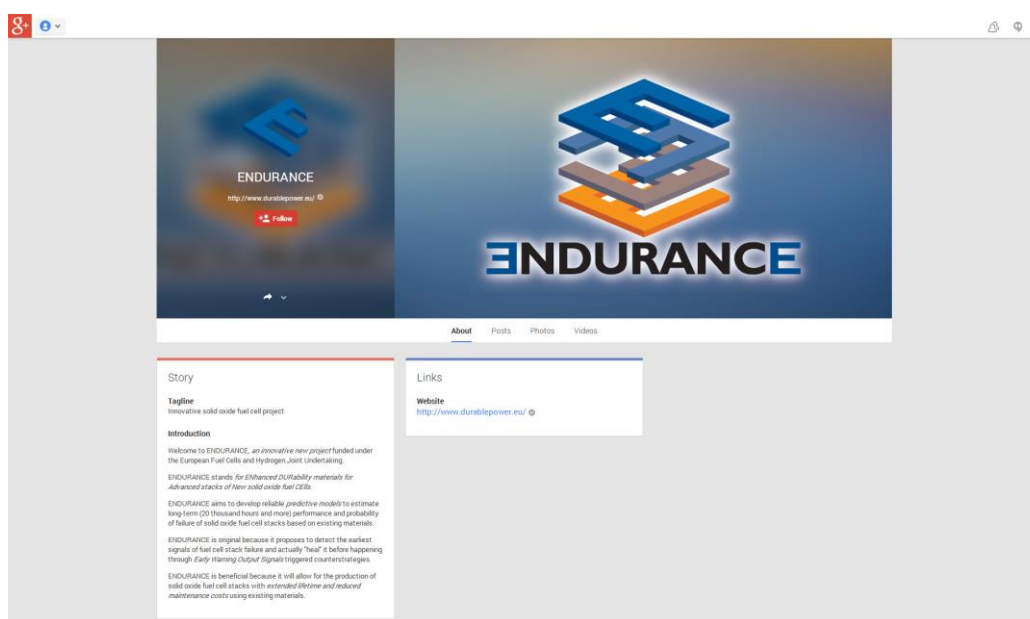 g+
ENDURANCE
http://www.durablepower.eu/
Follow
ENDURANCE
About Posts Photos Videos
Story
Tagline
Innovative solid oxide fuel cell project
Introduction
Welcome to ENDURANCE, an innovative new project funded under
the European Fuel Cells and Hydrogen Joint Undertaking.
ENDURANCE stands for ENhanced DURability materials for
Advanced stacks of New solid oxide fuel CElls.
ENDURANCE aims to develop reliable predictive models to estimate
long-term (20 thousand hours and more) performance and probability
of failure of solid oxide fuel cell stacks based on existing materials.
ENDURANCE is original because it proposes to detect the earliest
signals of fuel cell stack failure and actually "heal" it before happening
through Early Warning Output Signals triggered counterstrategies.
ENDURANCE is beneficial because it will allow for the production of
solid oxide fuel cell stacks with extended lifetime and reduced
maintenance costs using existing materials.
Links
Website
http://www.durablepower.eu/